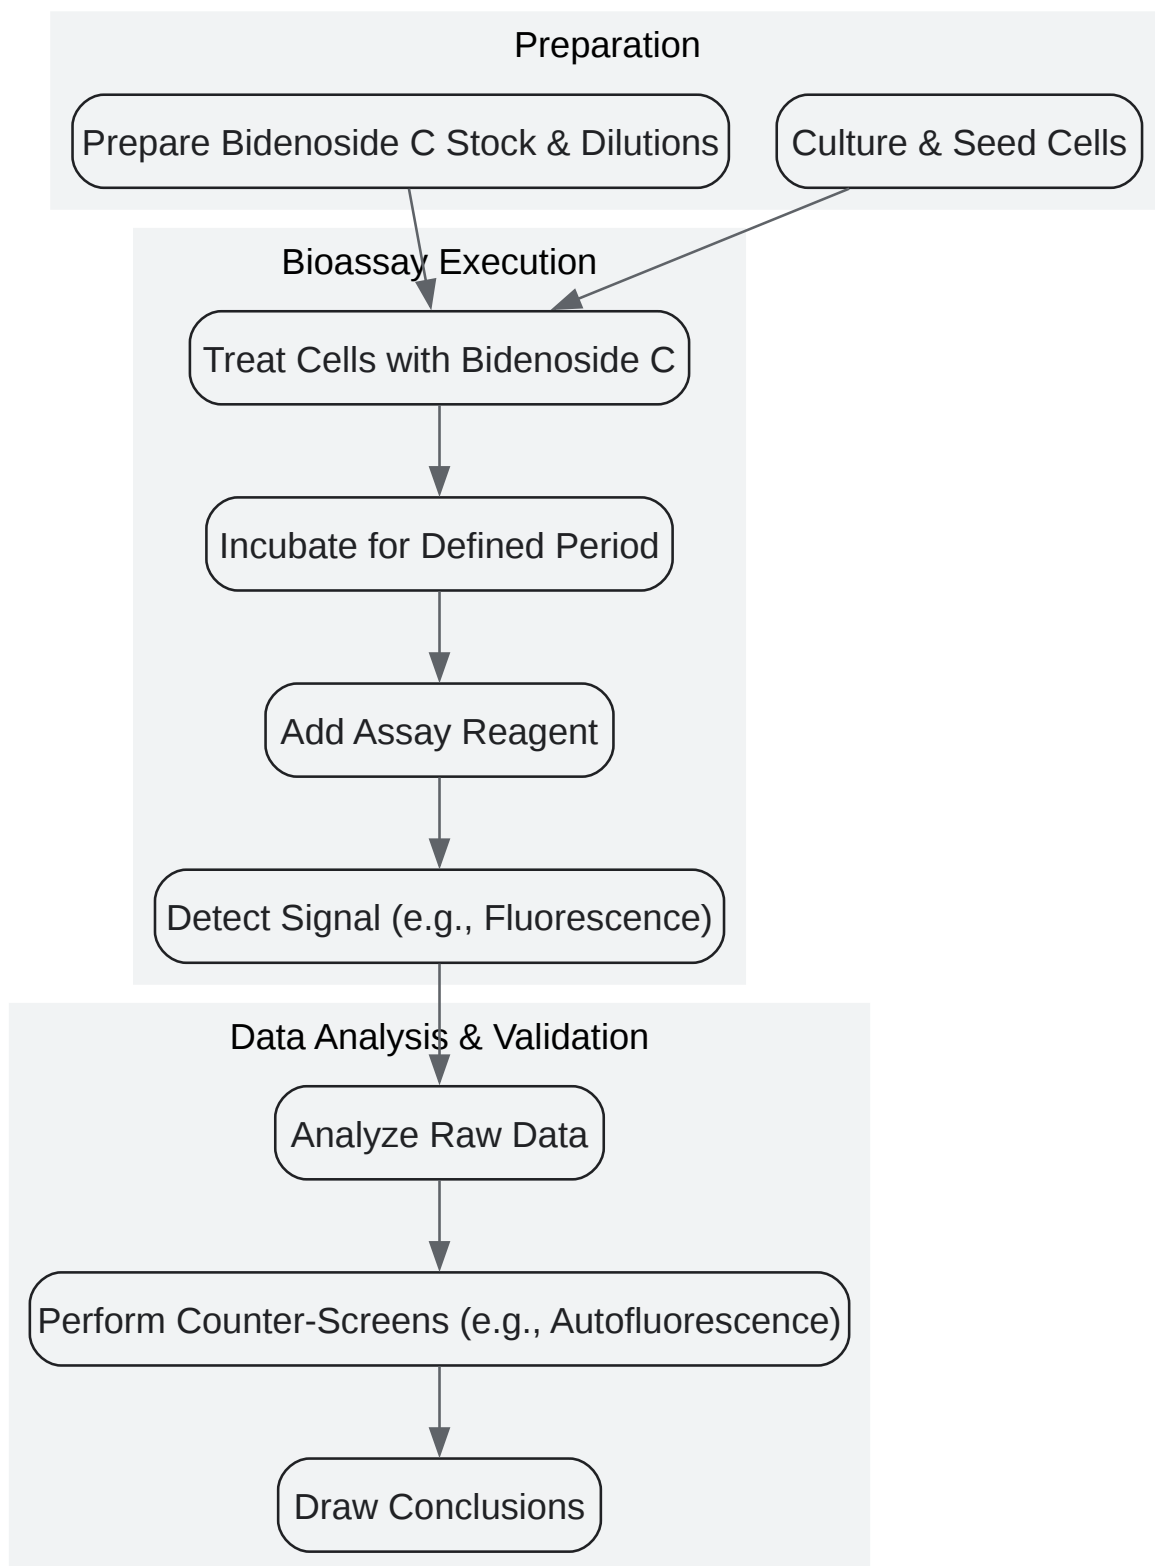 Preparation
Prepare Bidenoside C Stock & Dilutions
Culture & Seed Cells
Bioassay Execution
Treat Cells with Bidenoside C
Incubate for Defined Period
Add Assay Reagent
Detect Signal (e.g., Fluorescence)
Data Analysis & Validation
Analyze Raw Data
Perform Counter-Screens (e.g., Autofluorescence)
Draw Conclusions